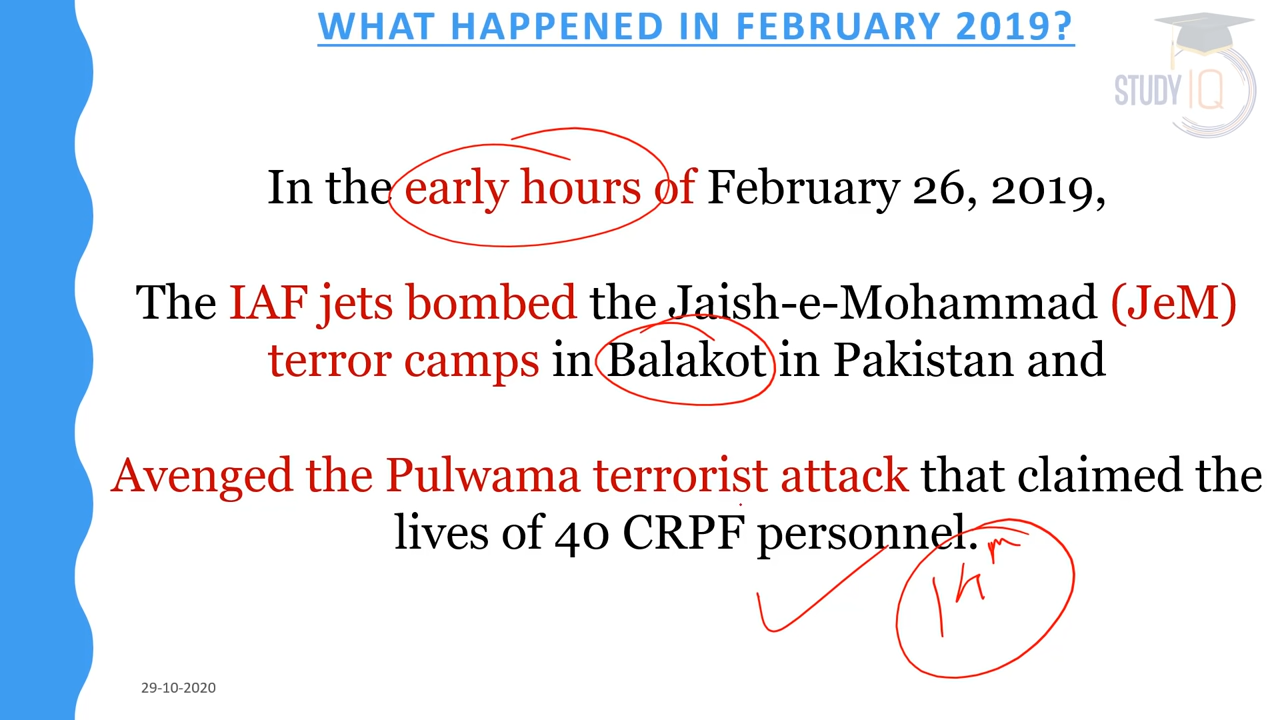 WHAT HAPPENED IN FEBRUARY 2019?
STUDY IQ
In the early hours of February 26, 2019,
The IAF jets bombed the Jaish-e-Mohammad (JeM)
terror camps in Balakot in Pakistan and
Avenged the Pulwama terrorist attack that claimed the
lives of 40 CRPF personnel.
29-10-2020